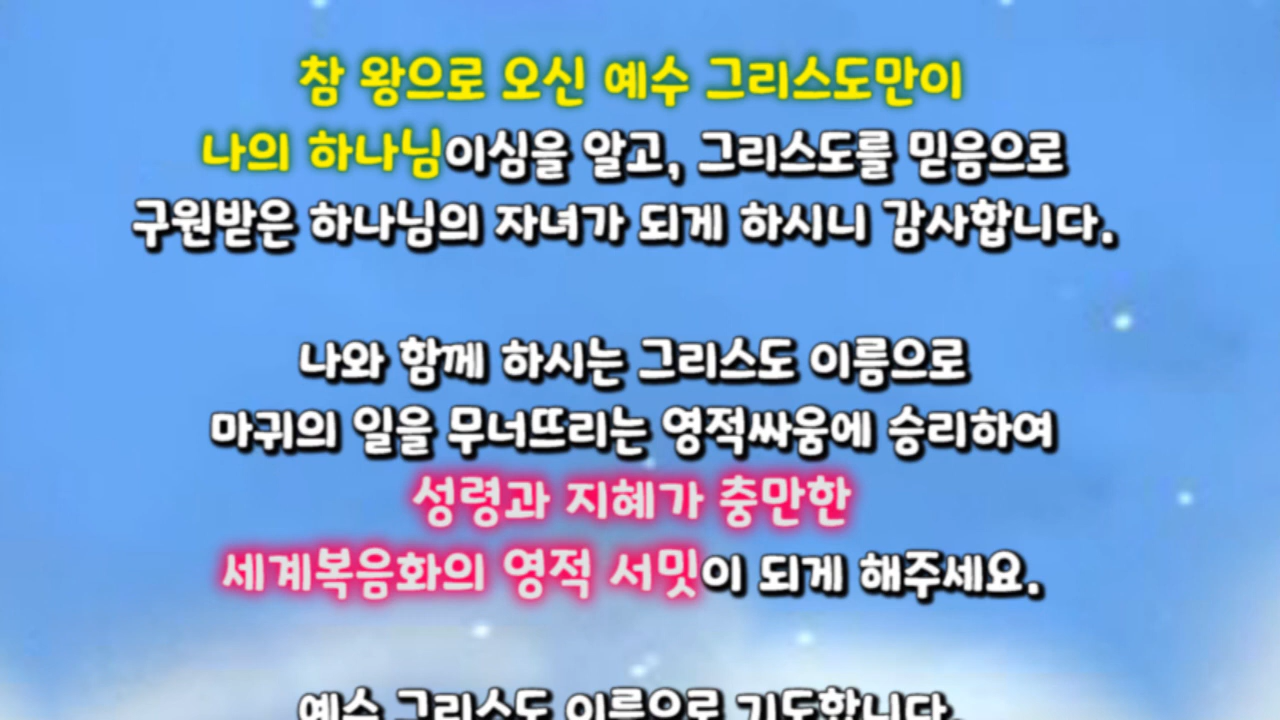 참 왕으로 오신 예수 그리스도만이
나의 하나님이심을 알고, 그리스도를 믿음으로
구원받은 하나님의 자녀가 되게 하시니 감사합니다.
나와 함께 하시는 그리스도 이름으로
마귀의 일을 무너뜨리는 영적싸움에 승리하여
성령과 지혜가 충만한
세계복음화의 영적 서밋이 되게 해주세요.
예수 그리스도 이름으로 기도합니다.